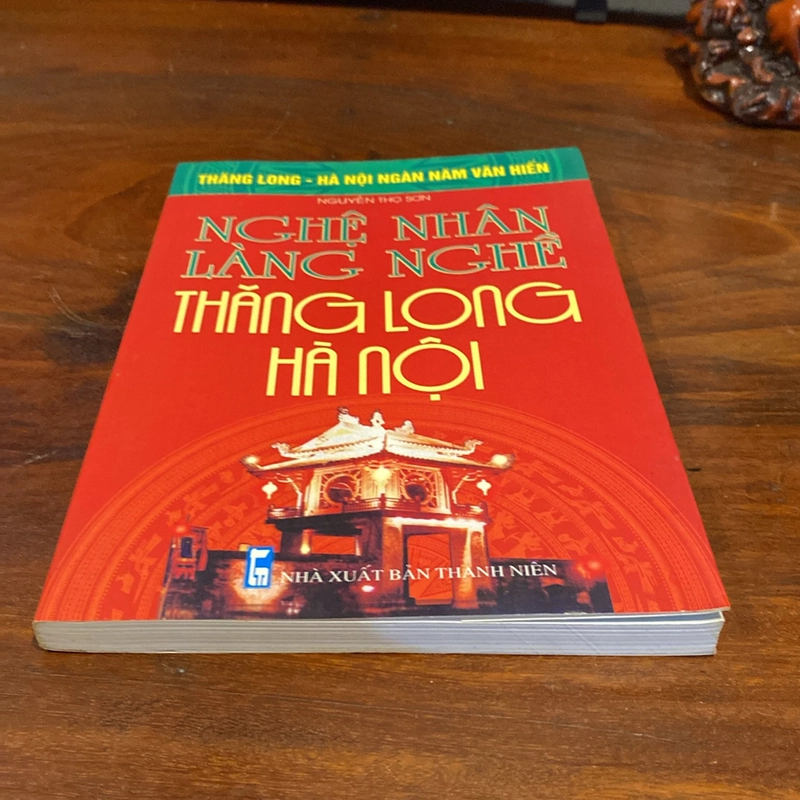 THĂNG LONG - HÀ NỘI NGÀN NĂM VĂN HIẾN
NGUYỄN THỌ SƠN
NGHỆ NHÂN
LÀNG NGHỀ
THĂNG LONG
HÀ NỘI
NHÀ XUẤT BẢN THANH NIÊN